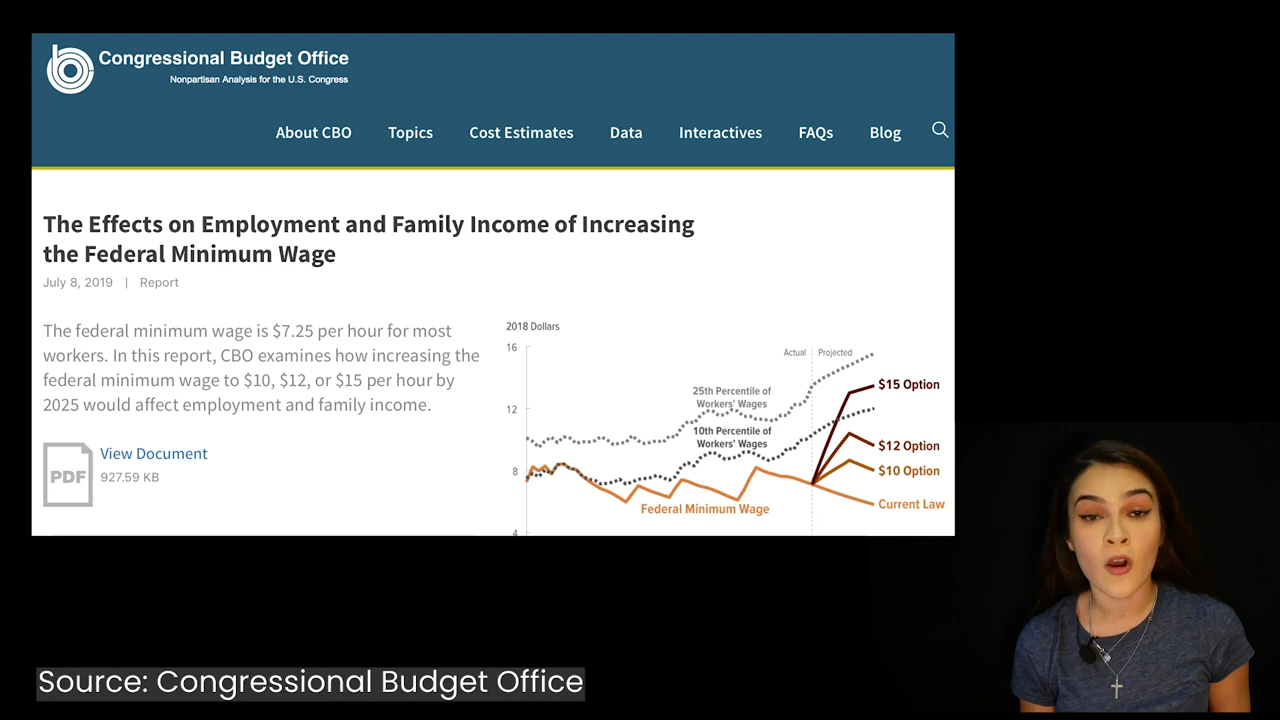 Congressional Budget Office
Nonpartisan Analysis for the U.S. Congress
About CBO Topics Cost Estimates Data Interactives FAQs Blog
The Effects on Employment and Family Income of Increasing
the Federal Minimum Wage
July 8, 2019 | Report
The federal minimum wage is $7.25 per hour for most
workers. In this report, CBO examines how increasing the
federal minimum wage to $10, $12, or $15 per hour by
2025 would affect employment and family income.
PDF
View Document
927.59 KB
2018 Dollars
16
Actual Projected
25th Percentile of
Workers' Wages
$15 Option
12
10th Percentile of
Workers' Wages
$12 Option
8
$10 Option
Federal Minimum Wage
Current Law
4
Source: Congressional Budget Office